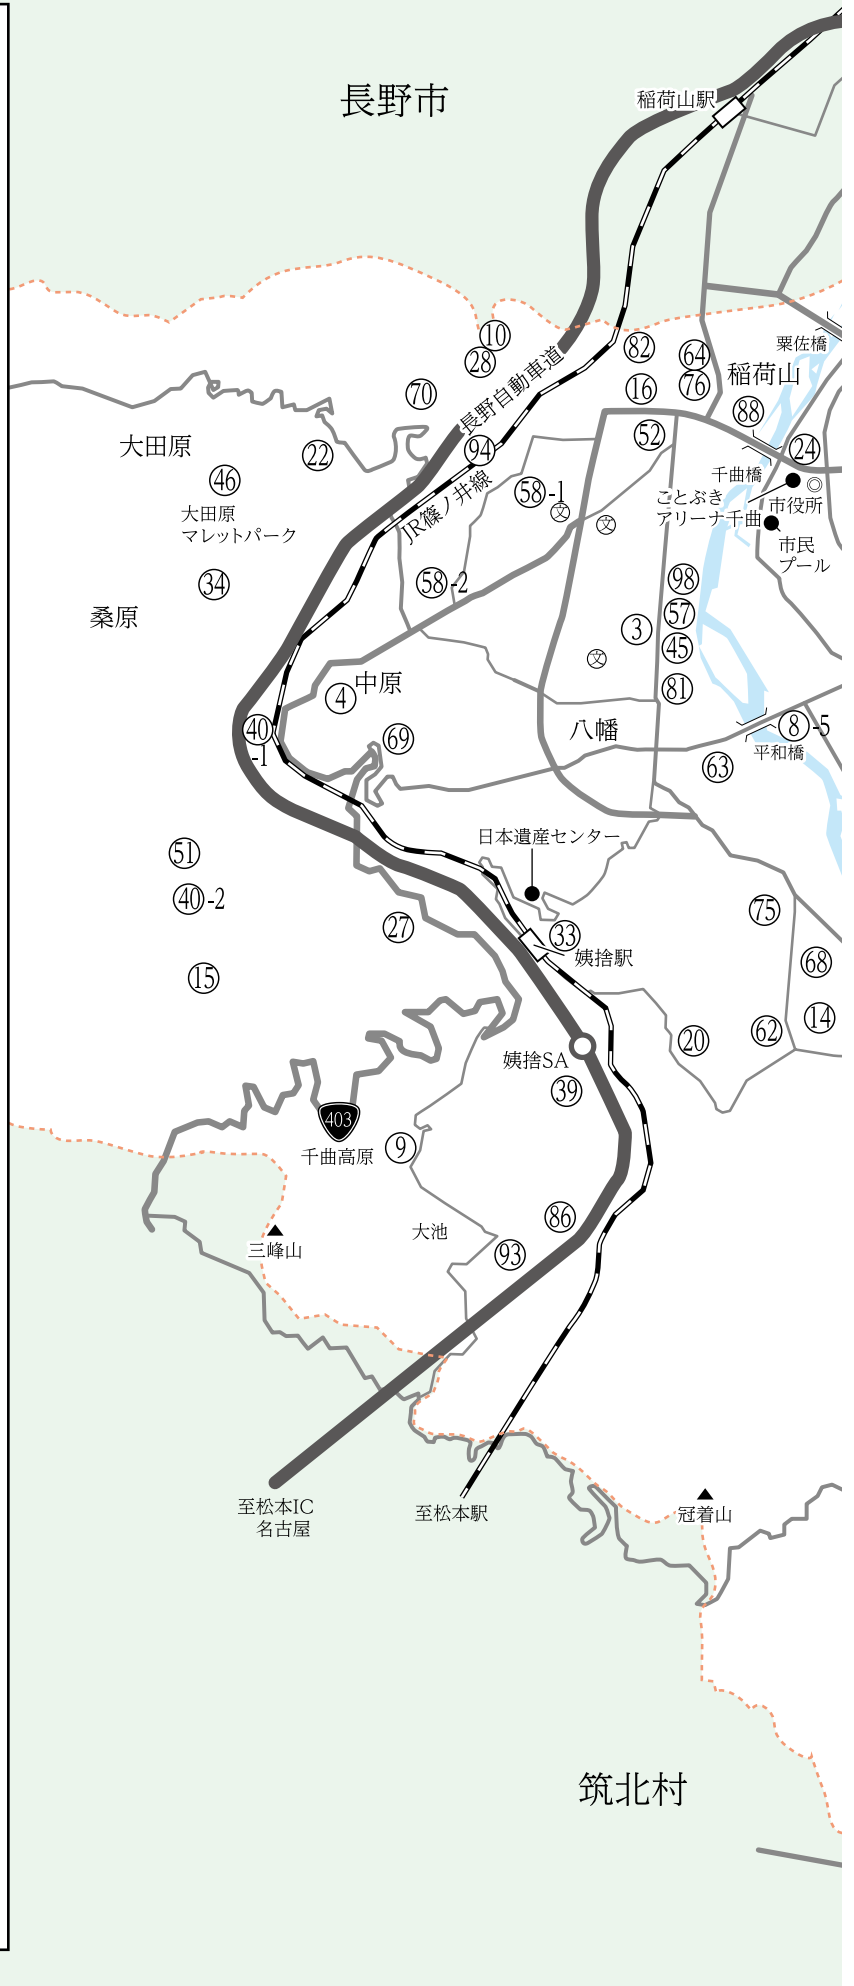 長野市
稲荷山駅
粟佐橋
10
28
82
64
76
16
稲荷山
70
長野自動車道
88
大田原
22
94
52
24
46
58-1
千曲橋
ことぶき
アリーナ千曲
市役所
大田原
マレットパーク
JR篠ノ井線
文
文
市民
プール
34
58-2
98
57
桑原
3
45
文
4
中原
81
40
-1
69
八幡
8-5
平和橋
63
日本遺産センター
51
40-2
27
33
75
姨捨駅
68
15
20
62
14
姨捨SA
39
403
千曲高原
9
86
大池
93
三峰山
至松本IC
名古屋
至松本駅
冠着山
筑北村